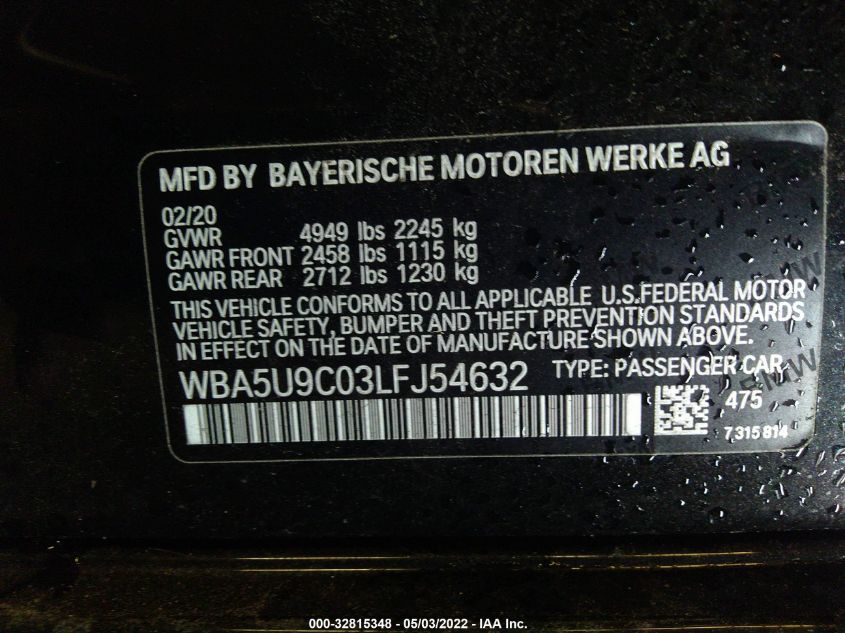 MFD BY BAYERISCHE MOTOREN WERKE AG
02/20
GVWR 4949 lbs 2245 kg
GAWR FRONT 2458 lbs 1115 kg
GAWR REAR 2712 lbs 1230 kg
THIS VEHICLE CONFORMS TO ALL APPLICABLE U.S.FEDERAL MOTOR
VEHICLE SAFETY, BUMPER AND THEFT PREVENTION STANDARDS
IN EFFECT ON THE DATE OF MANUFACTURE SHOWN ABOVE.
WBA5U9C03LFJ54632 TYPE: PASSENGER CAR
475
7 315 814
BMW BMW BMW
000-32815348 - 05/03/2022 - IAA Inc.